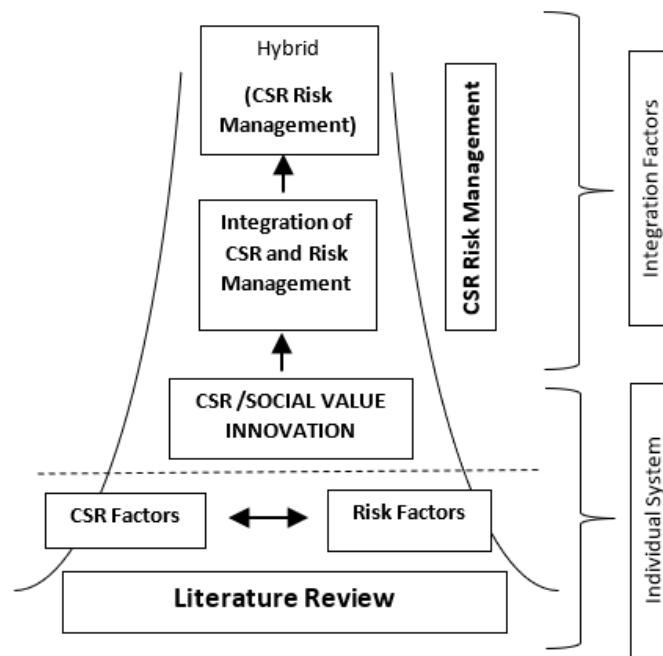 Hybrid
(CSR Risk
Management)
Integration of
CSR and Risk
Management
CSR /SOCIAL VALUE
INNOVATION
CSR Factors
Risk Factors
Literature Review
CSR Risk Management
Integration Factors
Individual System